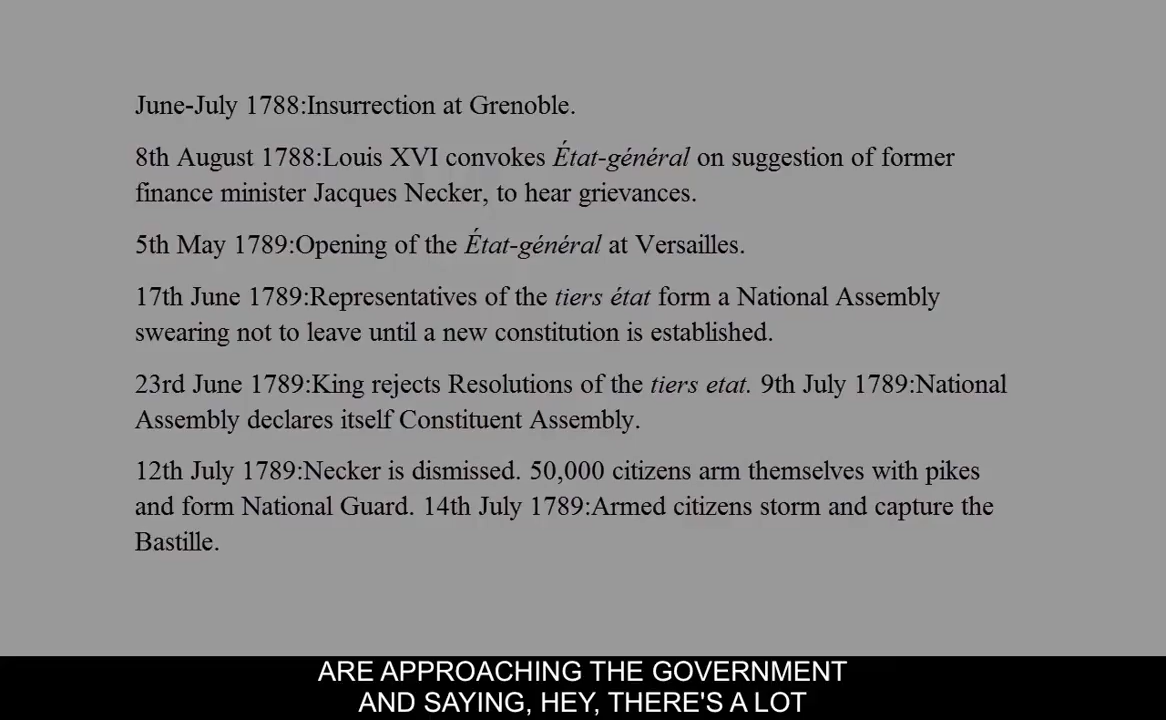 June-July 1788:Insurrection at Grenoble.
8th August 1788:Louis XVI convokes État-général on suggestion of former
finance minister Jacques Necker, to hear grievances.
5th May 1789:Opening of the État-général at Versailles.
17th June 1789:Representatives of the tiers état form a National Assembly
swearing not to leave until a new constitution is established.
23rd June 1789:King rejects Resolutions of the tiers etat. 9th July 1789:National
Assembly declares itself Constituent Assembly.
12th July 1789:Necker is dismissed. 50,000 citizens arm themselves with pikes
and form National Guard. 14th July 1789:Armed citizens storm and capture the
Bastille.
ARE APPROACHING THE GOVERNMENT
AND SAYING, HEY, THERE'S A LOT